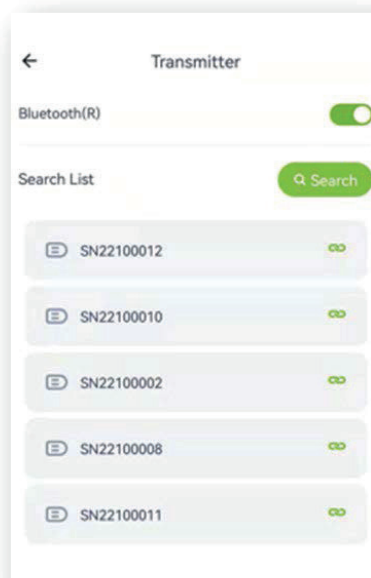 Transmitter
Bluetooth(R)
Search List
Search
SN22100012
SN22100010
SN22100002
SN22100008
SN22100011